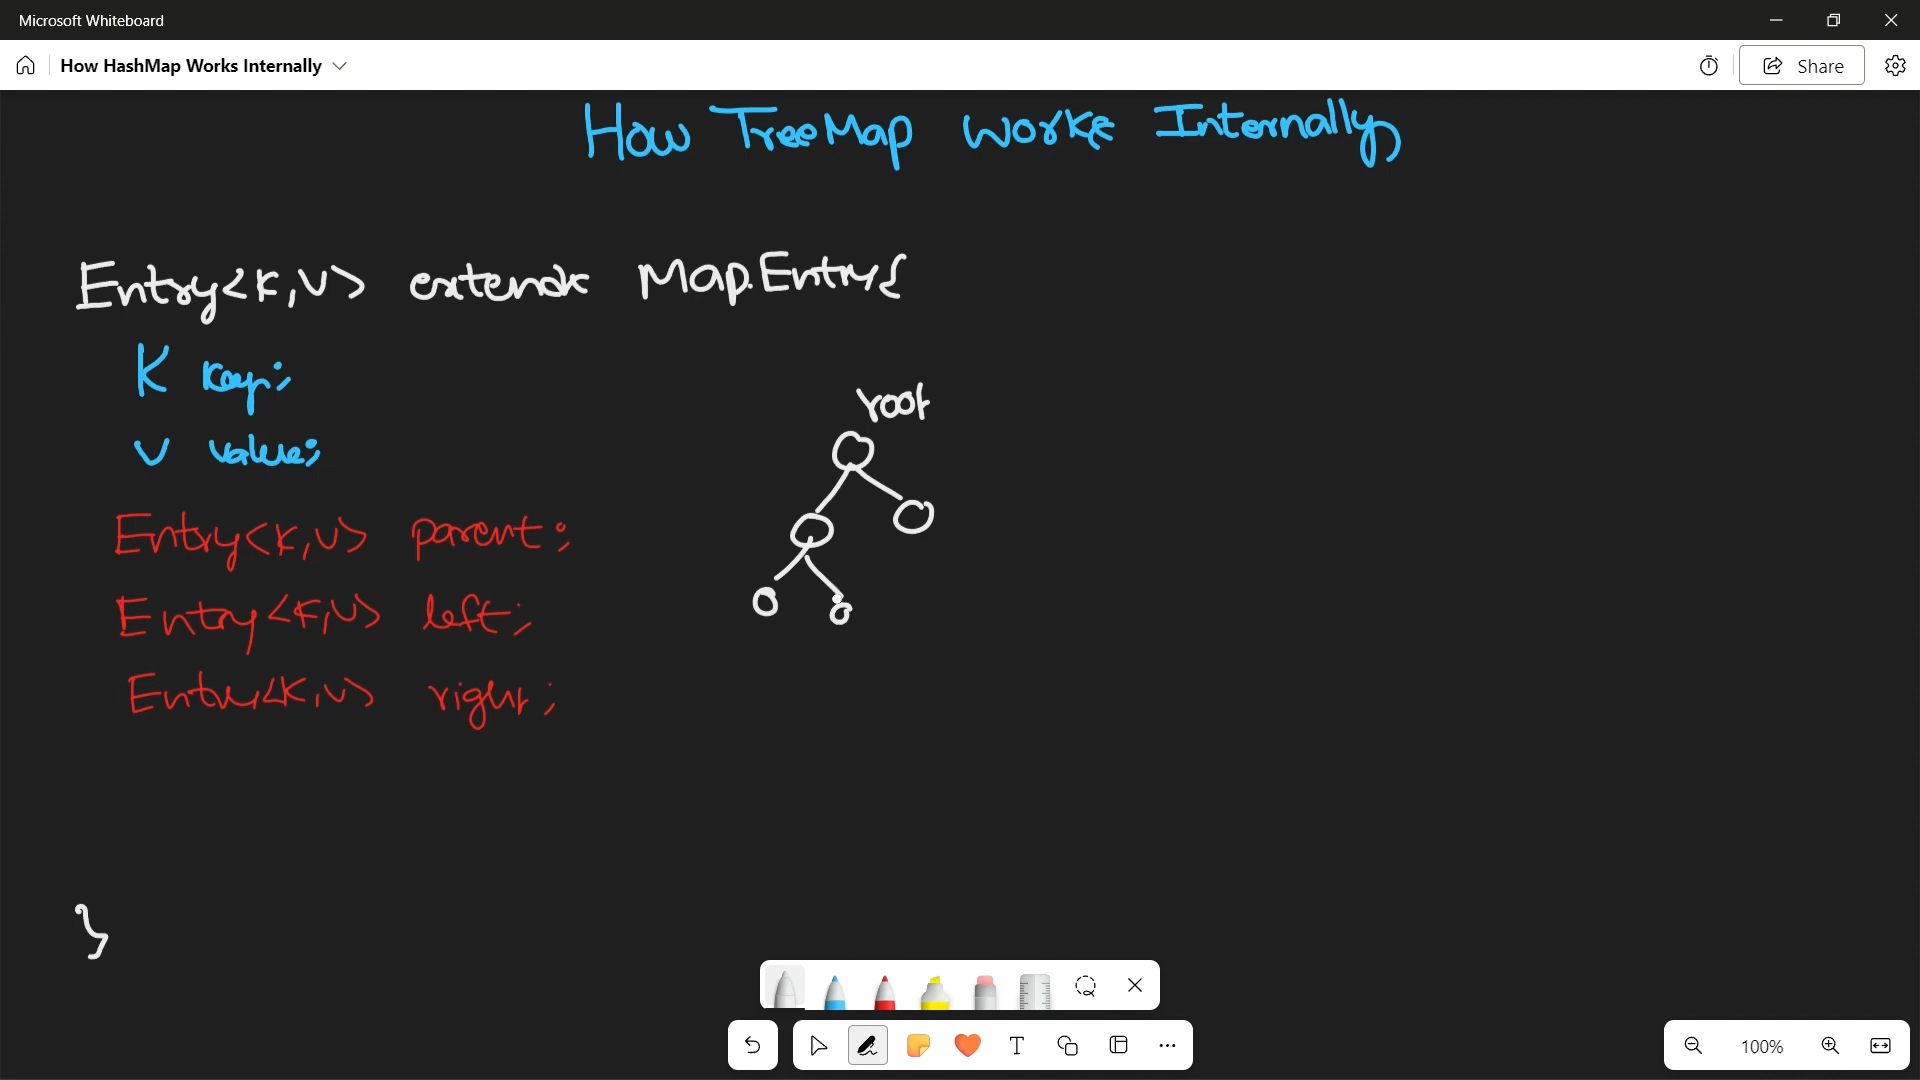 Microsoft Whiteboard
How HashMap Works Internally
Share
How TreeMap Works Internally
Entry<K,V> extends Map.Entry{
K key;
V value;
root
Entry<K,V> parent;
Entry<K,V> left;
Entry<K,V> right;
}
100%